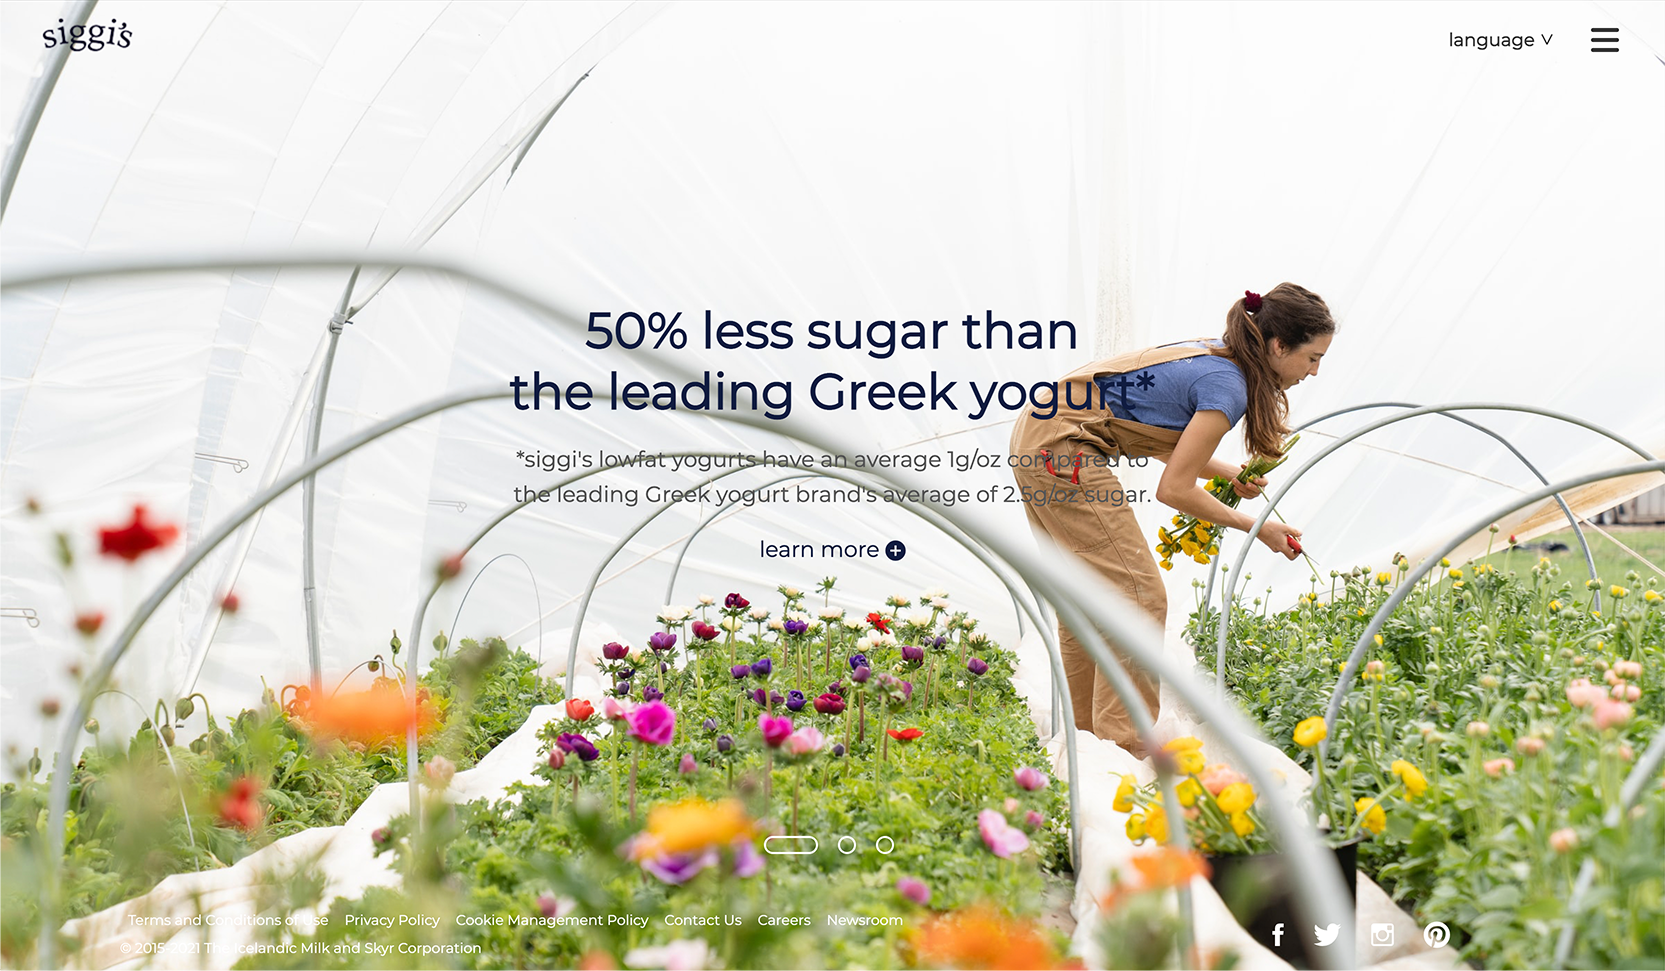 siggi's
language
50% less sugar than
the leading Greek yogurt*
*siggi's lowfat yogurts have an average 1g/oz compared to
the leading Greek yogurt brand's average of 2.5g/oz sugar.
learn more
Terms and Conditions of Use Privacy Policy Cookie Management Policy Contact Us Careers Newsroom
© 2015-2021 The Icelandic Milk and Skyr Corporation